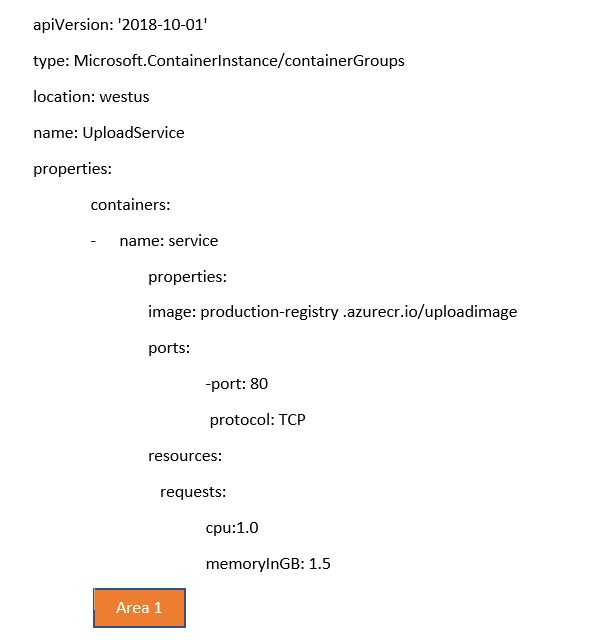 apiVersion: '2018-10-01'
type: Microsoft.ContainerInstance/containerGroups
location: westus
name: UploadService
properties:
containers:
- name: service
properties:
image: production-registry .azurecr.io/uploadimage
ports:
-port: 80
protocol: TCP
resources:
requests:
cpu:1.0
memoryInGB: 1.5
Area 1